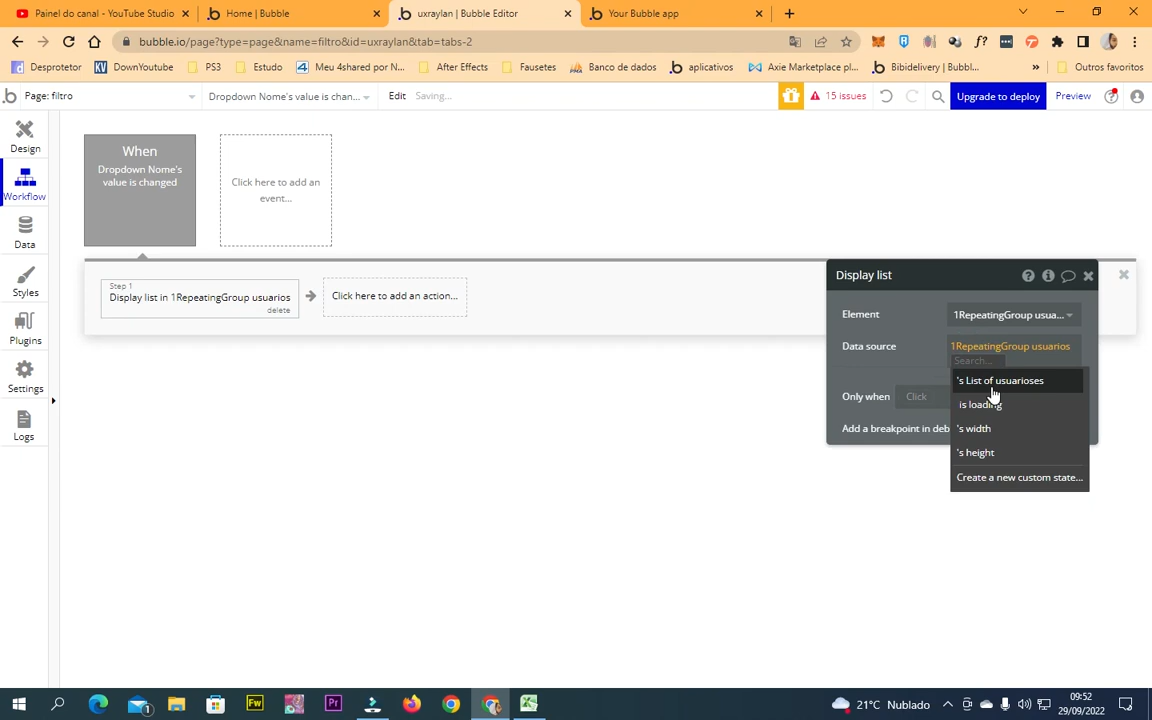 Painel do canal - YouTube Studio
Home | Bubble
uxraylan | Bubble Editor
Your Bubble app
bubble.io/page?type=page&name=filtro&id=uxraylan&tab=tabs-2
Desprotetor
DownYoutube
PS3
Estudo
Meu 4shared por N...
After Effects
Fausetes
Banco de dados
aplicativos
Axie Marketplace pl...
Bibidelivery | Bubbl...
Outros favoritos
Page: filtro
Dropdown Nome's value is chan...
Edit
Saving...
15 issues
Upgrade to deploy
Preview
Design
Workflow
Data
Styles
Plugins
Settings
Logs
When
Dropdown Nome's
value is changed
Click here to add an
event...
Step 1
Display list in 1RepeatingGroup usuarios
delete
Click here to add an action...
Display list
Element
1RepeatingGroup usua...
Data source
1RepeatingGroup usuarios
Search...
's List of usuarioses
is loading
's width
's height
Create a new custom state...
Only when
Click
Add a breakpoint in deb
21°C Nublado
09:52
29/09/2022